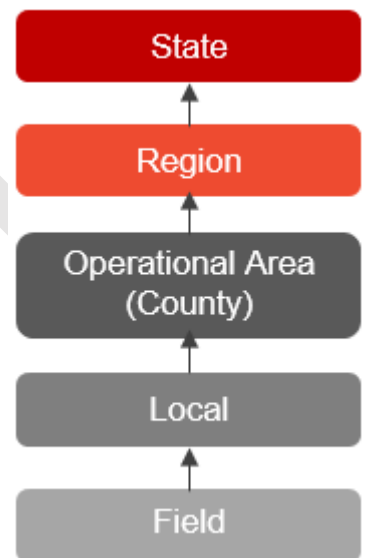 State
Region
Operational Area
(County)
Local
Field